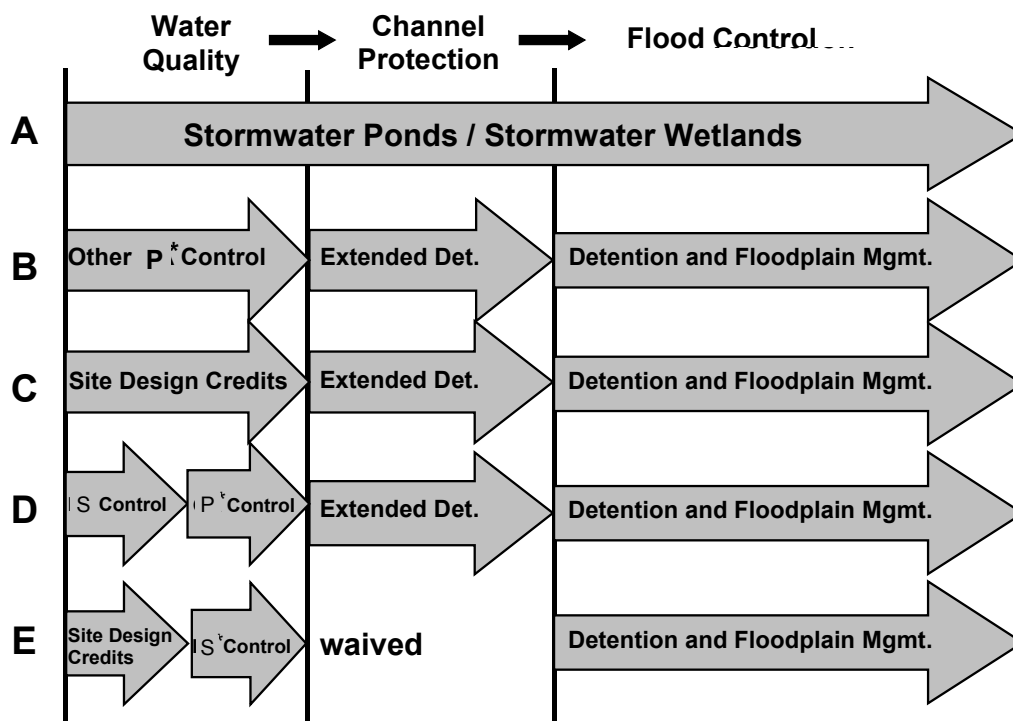 Water
Quality
Channel
Protection
Flood Control
A
Stormwater Ponds / Stormwater Wetlands
B
Other P* Control
Extended Det.
Detention and Floodplain Mgmt.
C
Site Design Credits
Extended Det.
Detention and Floodplain Mgmt.
D
S Control
P* Control
Extended Det.
Detention and Floodplain Mgmt.
E
Site Design
Credits
S* Control
waived
Detention and Floodplain Mgmt.